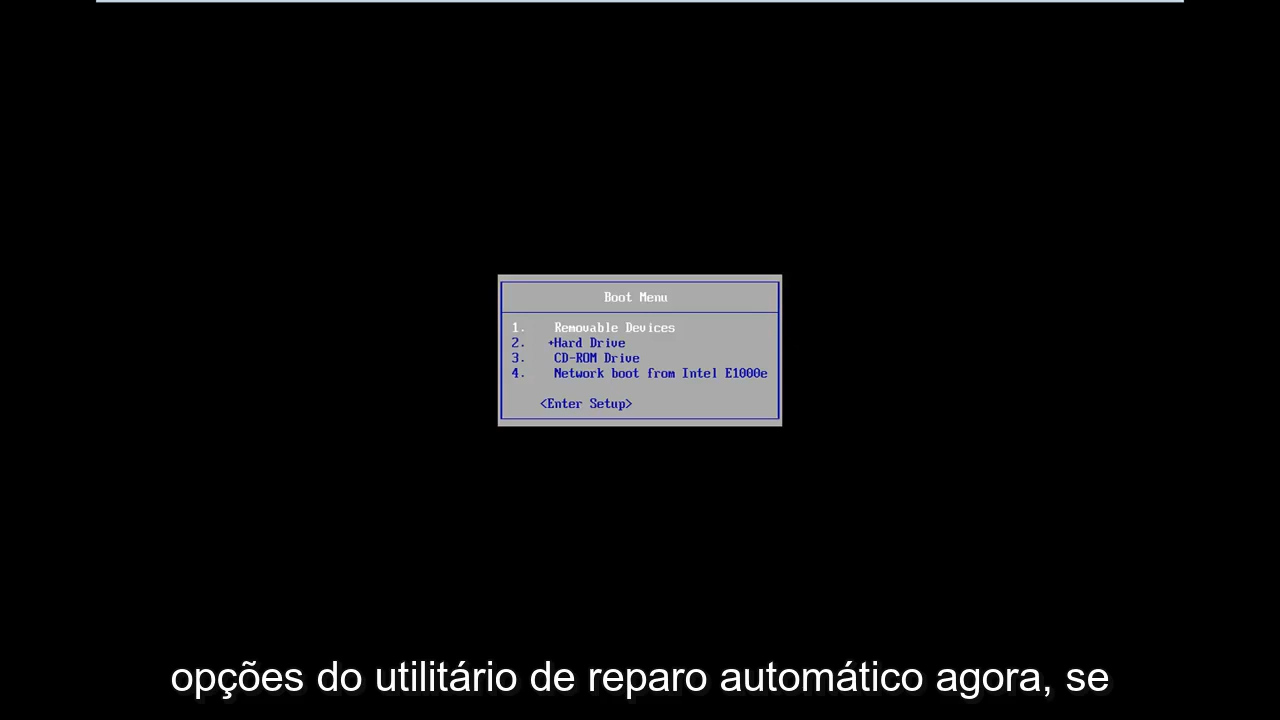 Boot Menu
1. Removable Devices
2. +Hard Drive
3. CD-ROM Drive
4. Network boot from Intel E1000e
<Enter Setup>
opções do utilitário de reparo automático agora, se